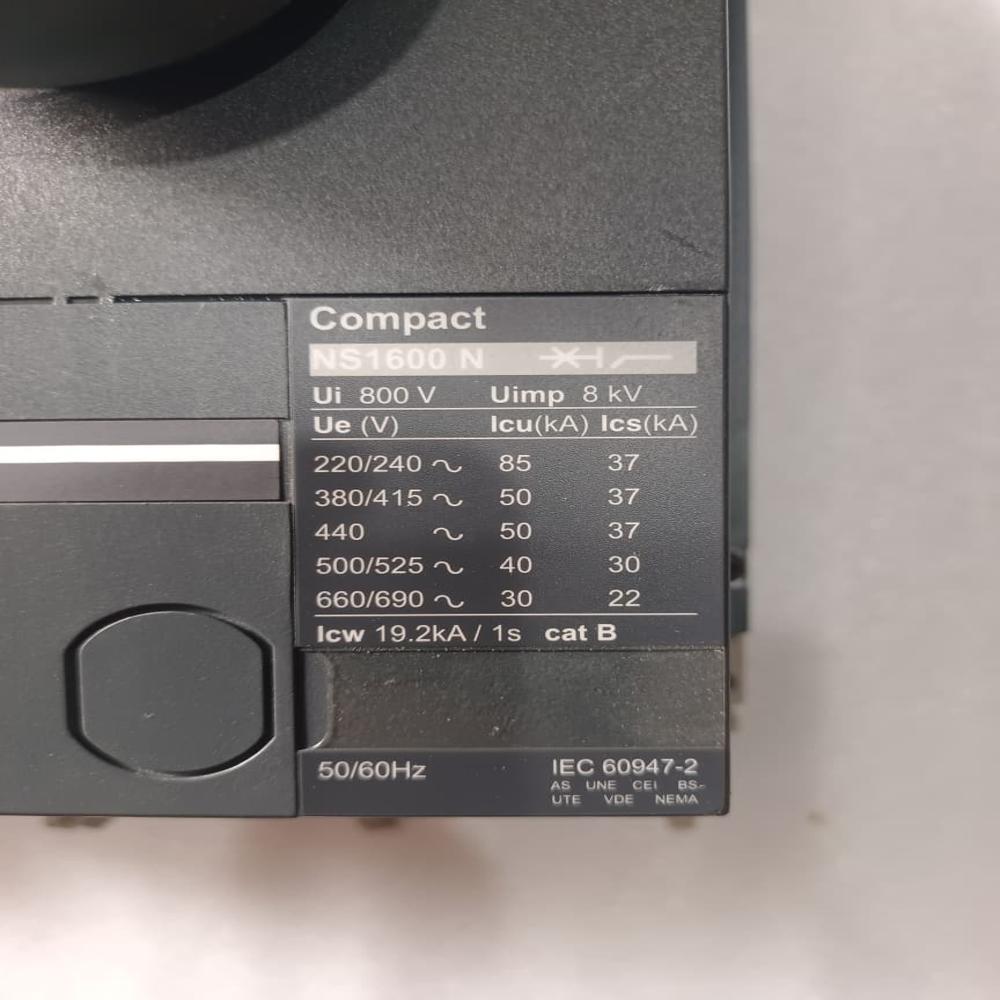 Compact
NS1600 N
Ui 800 V Uimp 8 kV
Ue (V) Icu(kA) Ics(kA)
220/240 ~ 85 37
380/415 ~ 50 37
440 ~ 50 37
500/525 ~ 40 30
660/690 ~ 30 22
Icw 19.2kA / 1s cat B
50/60Hz IEC 60947-2
AS UNE CEI BS
UTE VDE NEMA